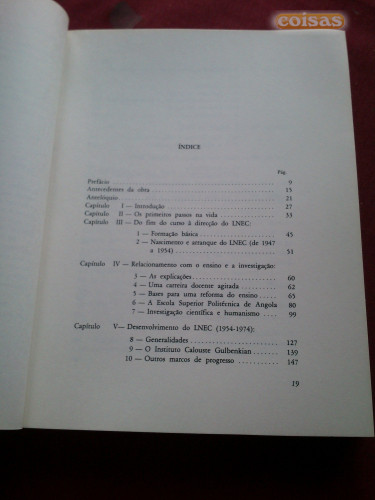 coisas
ÍNDICE
Pág.
Prefácio 9
Antecedentes da obra 15
Antelóquio 21
Capítulo I — Introdução 27
Capítulo II — Os primeiros passos na vida 33
Capítulo III — Do fim do curso à direcção do LNEC:
1 — Formação básica 45
2 — Nascimento e arranque do LNEC (de 1947
a 1954) 51
Capítulo IV — Relacionamento com o ensino e a investigação:
3 — As explicações 60
4 — Uma carreira docente agitada 62
5 — Bases para uma reforma do ensino 65
6 — A Escola Superior Politécnica de Angola 80
7 — Investigação científica e humanismo 99
Capítulo V — Desenvolvimento do LNEC (1954-1974):
8 — Generalidades 127
9 — O Instituto Calouste Gulbenkian 139
10 — Outros marcos de progresso 147
19